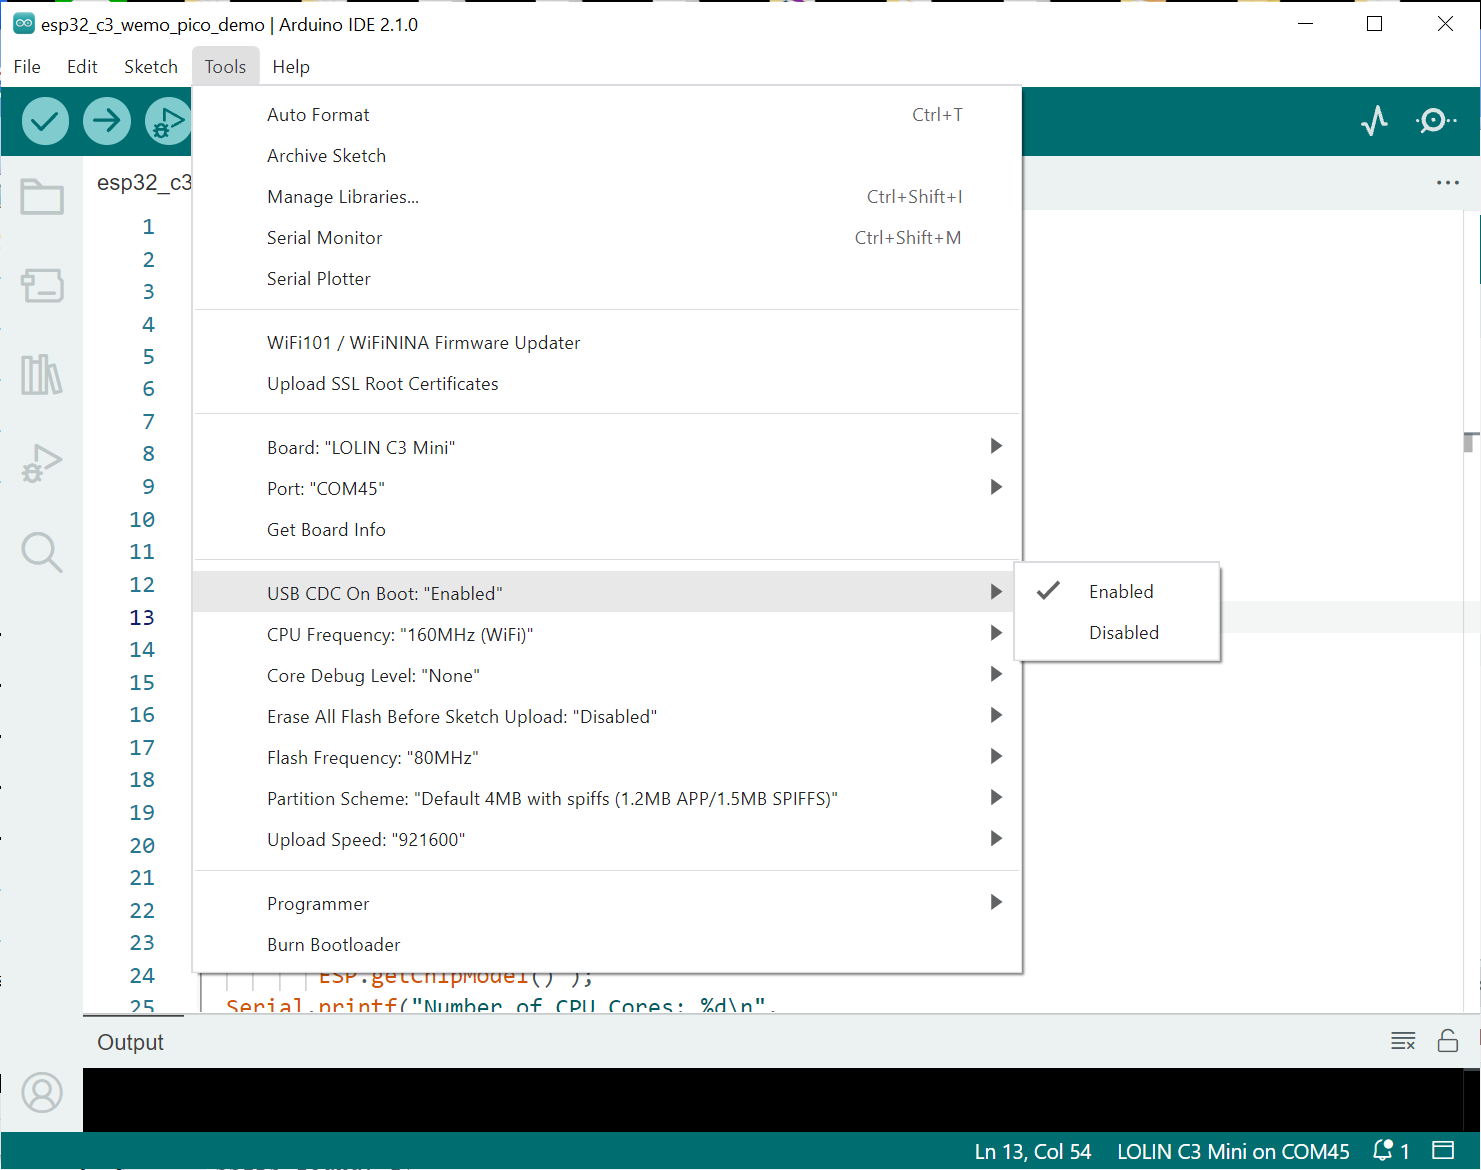 esp32_c3_wemo_pico_demo | Arduino IDE 2.1.0
File Edit Sketch Tools Help
Auto Format Ctrl+T
Archive Sketch
Manage Libraries... Ctrl+Shift+I
Serial Monitor Ctrl+Shift+M
Serial Plotter
WiFi101 / WiFiNINA Firmware Updater
Upload SSL Root Certificates
Board: "LOLIN C3 Mini"
Port: "COM45"
Get Board Info
USB CDC On Boot: "Enabled"
CPU Frequency: "160MHz (WiFi)"
Core Debug Level: "None"
Erase All Flash Before Sketch Upload: "Disabled"
Flash Frequency: "80MHz"
Partition Scheme: "Default 4MB with spiffs (1.2MB APP/1.5MB SPIFFS)"
Upload Speed: "921600"
Programmer
Burn Bootloader
Enabled
Disabled
esp32_c3
1
2
3
4
5
6
7
8
9
10
11
12
13
14
15
16
17
18
19
20
21
22
23
24 ESP.getChipModel() );
25 Serial.printf("Number of CPU Cores: %d\n",
Output
Ln 13, Col 54 LOLIN C3 Mini on COM45 1